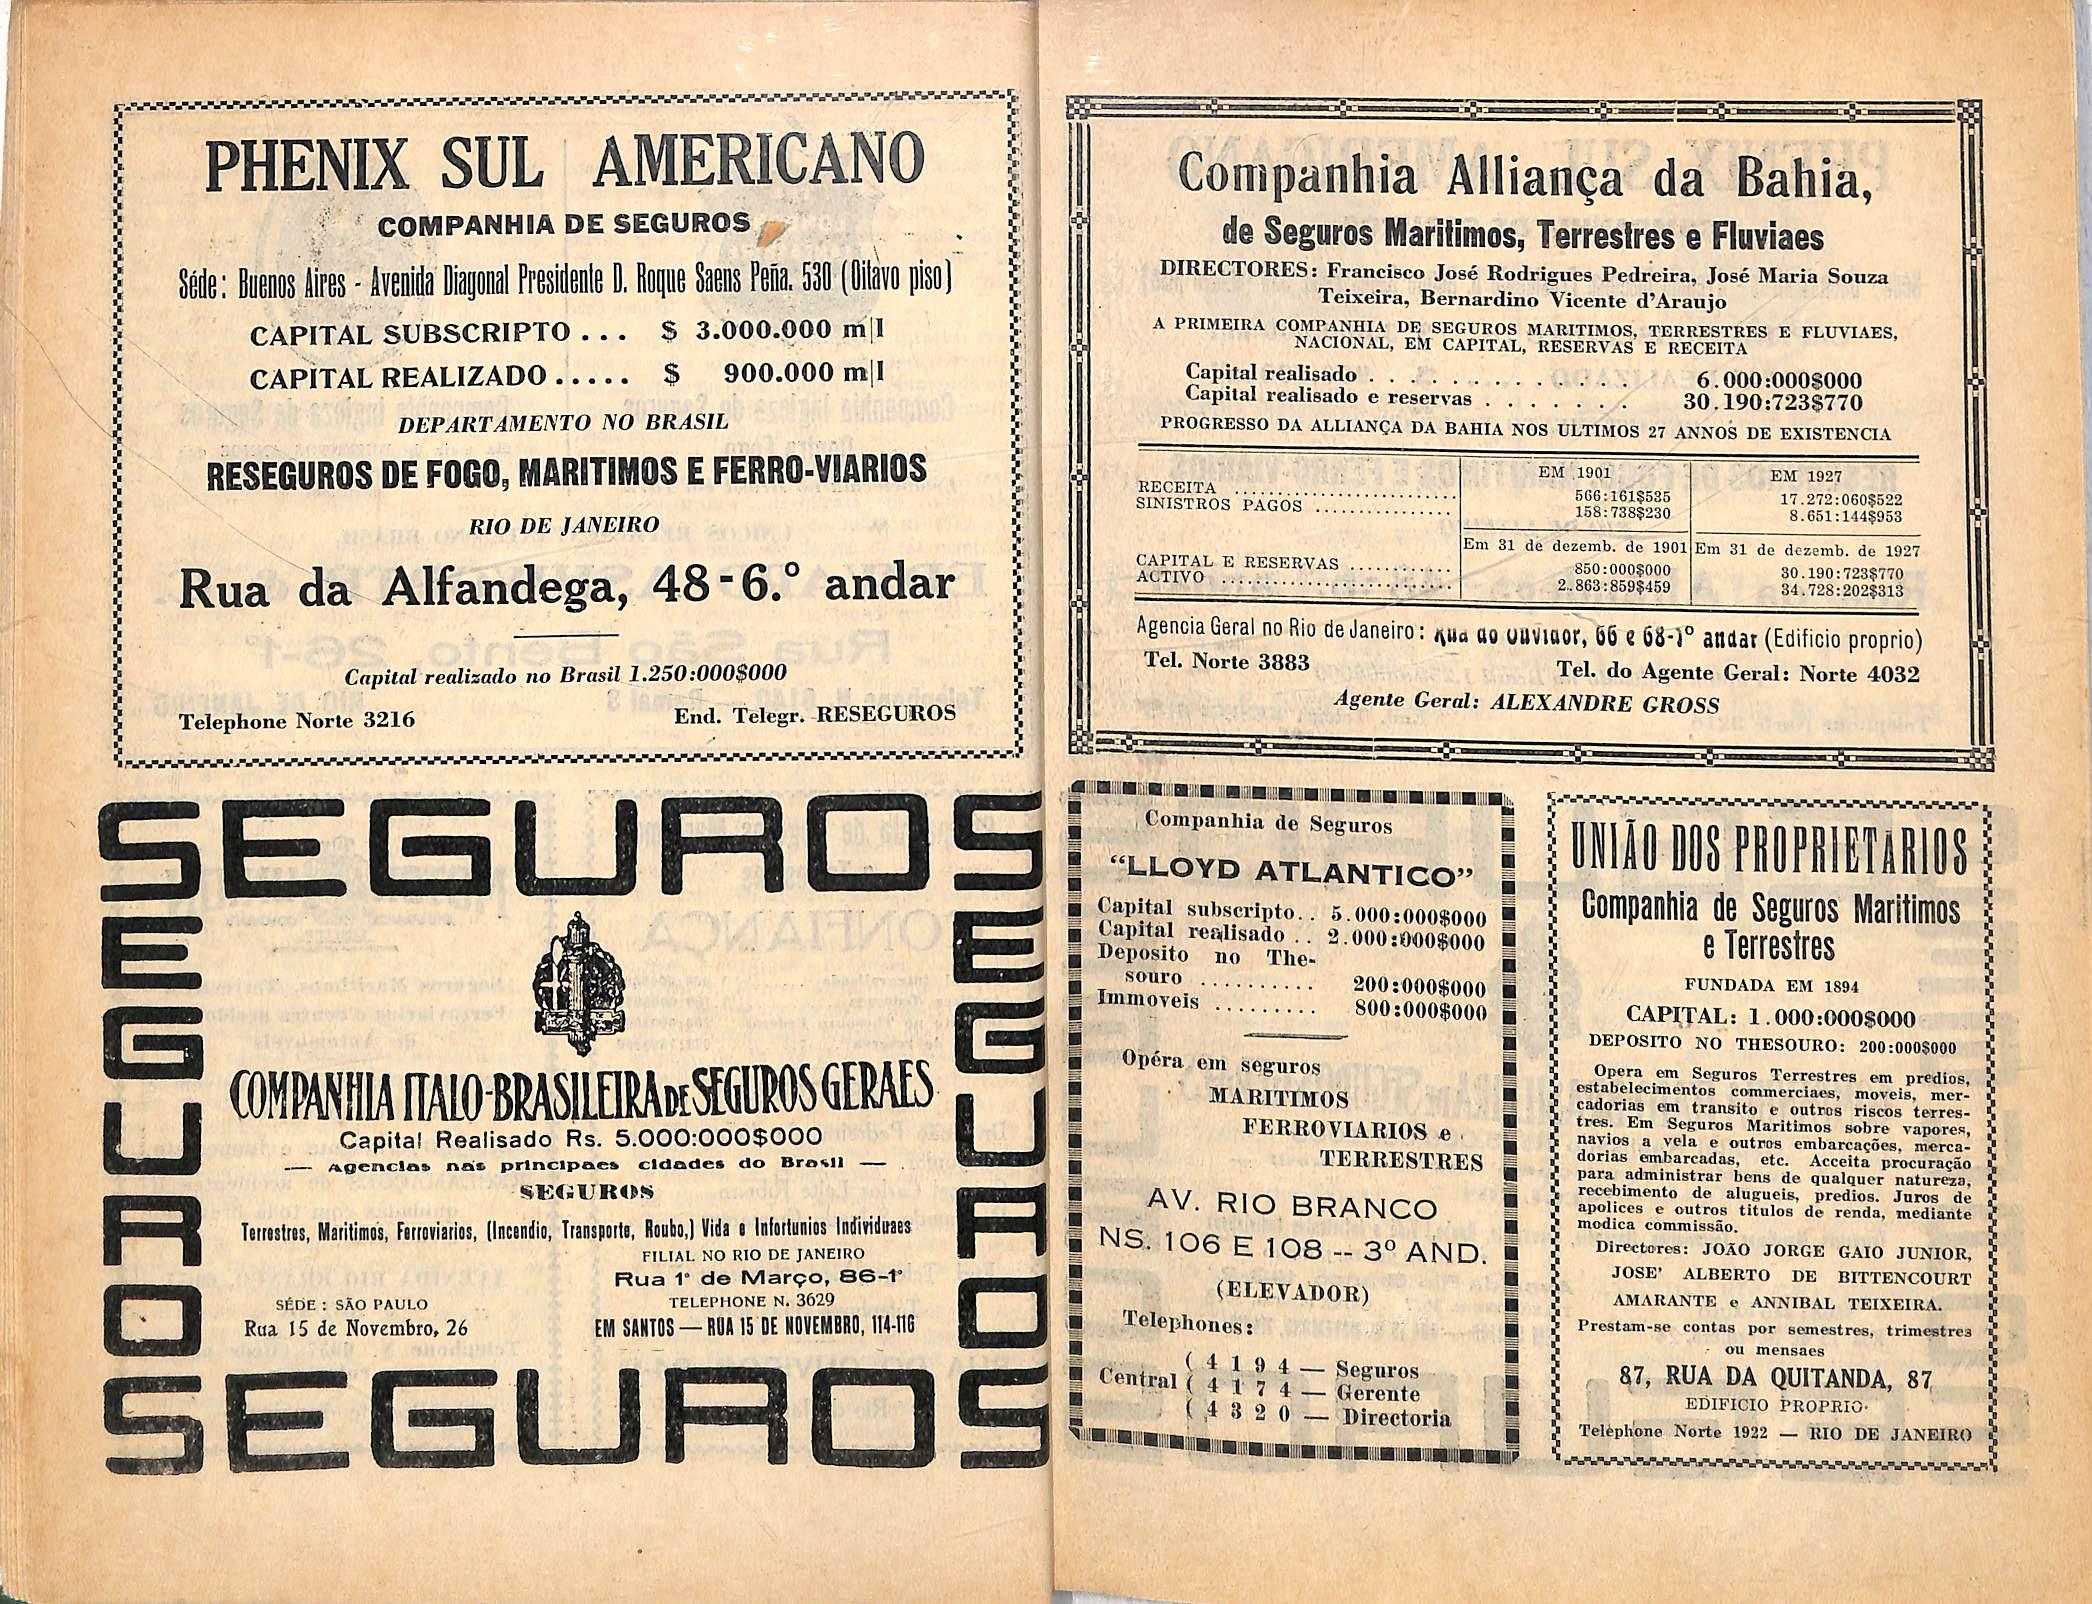 PHENIX SUL AMERICANO
COMPANHIA DE SEGUROS
Séde: Buenos Aires - Avenida Diagonal Presidente D. Roque Saens Peña. 530 (Oitavo piso)
CAPITAL SUBSCRIPTO . . . $ 3.000.000 m|l
CAPITAL REALIZADO . . . . . $ 900.000 m|l
DEPARTAMENTO NO BRASIL
RESEGUROS DE FOGO, MARITIMOS E FERRO-VIARIOS
RIO DE JANEIRO
Rua da Alfandega, 48-6.º andar
Capital realizado no Brasil 1.250:000$000
Telephone Norte 3216 End. Telegr. RESEGUROS
SEGUROS
SEGUROS
SEGUROS
COMPANHIA ITALO-BRASILEIRA DE SEGUROS GERAES
Capital Realisado Rs. 5.000:000$000
— Agencias nas principaes cidades do Brasil —
SEGUROS
Terrestres, Maritimos, Ferroviarios, (Incendio, Transporte, Roubo,) Vida e Infortunios Individuaes
FILIAL NO RIO DE JANEIRO
Rua 1º de Março, 86-1º
SÉDE : SÃO PAULO TELEPHONE N. 3629
Rua 15 de Novembro, 26 EM SANTOS — RUA 15 DE NOVEMBRO, 114-116
SEGUROS
Companhia Alliança da Bahia,
de Seguros Maritimos, Terrestres e Fluviaes
DIRECTORES: Francisco José Rodrigues Pedreira, José Maria Souza
Teixeira, Bernardino Vicente d'Araujo
A PRIMEIRA COMPANHIA DE SEGUROS MARITIMOS, TERRESTRES E FLUVIAES,
NACIONAL, EM CAPITAL, RESERVAS E RECEITA
Capital realisado . . . . . . . . . . . . . 6.000:000$000
Capital realisado e reservas . . . . . . . 30.190:723$770
PROGRESSO DA ALLIANÇA DA BAHIA NOS ULTIMOS 27 ANNOS DE EXISTENCIA
EM 1901 EM 1927
RECEITA .......................... 566:161$535 17.272:060$522
SINISTROS PAGOS ................ 158:738$230 8.651:144$953
Em 31 de dezemb. de 1901 Em 31 de dezemb. de 1927
CAPITAL E RESERVAS ............ 850:000$000 30.190:723$770
ACTIVO ........................... 2.863:859$459 34.728:202$313
Agencia Geral no Rio de Janeiro: Rua do Ouvidor, 66 e 68-1º andar (Edificio proprio)
Tel. Norte 3883 Tel. do Agente Geral: Norte 4032
Agente Geral: ALEXANDRE GROSS
Companhia de Seguros
“LLOYD ATLANTICO”
Capital subscripto.. 5.000:000$000
Capital realisado .. 2.000:000$000
Deposito no The-
souro .......... 200:000$000
Immoveis ......... 800:000$000
Opéra em seguros
MARITIMOS
FERROVIARIOS e
TERRESTRES
AV. RIO BRANCO
NS. 106 E 108 -- 3º AND.
(ELEVADOR)
Telephones:
( 4 1 9 4 — Seguros
Central ( 4 1 7 4 — Gerente
( 4 3 2 0 — Directoria
UNIÃO DOS PROPRIETARIOS
Companhia de Seguros Maritimos
e Terrestres
FUNDADA EM 1894
CAPITAL: 1.000:000$000
DEPOSITO NO THESOURO: 200:000$000
Opera em Seguros Terrestres em predios,
estabelecimentos commerciaes, moveis, mer-
cadorias em transito e outros riscos terres-
tres. Em Seguros Maritimos sobre vapores,
navios a vela e outros embarcações, merca-
dorias embarcadas, etc. Acceita procuração
para administrar bens de qualquer natureza,
recebimento de alugueis, predios. Juros de
apolices e outros titulos de renda, mediante
modica commissão.
Directores: JOÃO JORGE GAIO JUNIOR,
JOSE' ALBERTO DE BITTENCOURT
AMARANTE e ANNIBAL TEIXEIRA.
Prestam-se contas por semestres, trimestres
ou mensaes
87, RUA DA QUITANDA, 87
EDIFICIO PROPRIO
Telephone Norte 1922 — RIO DE JANEIRO